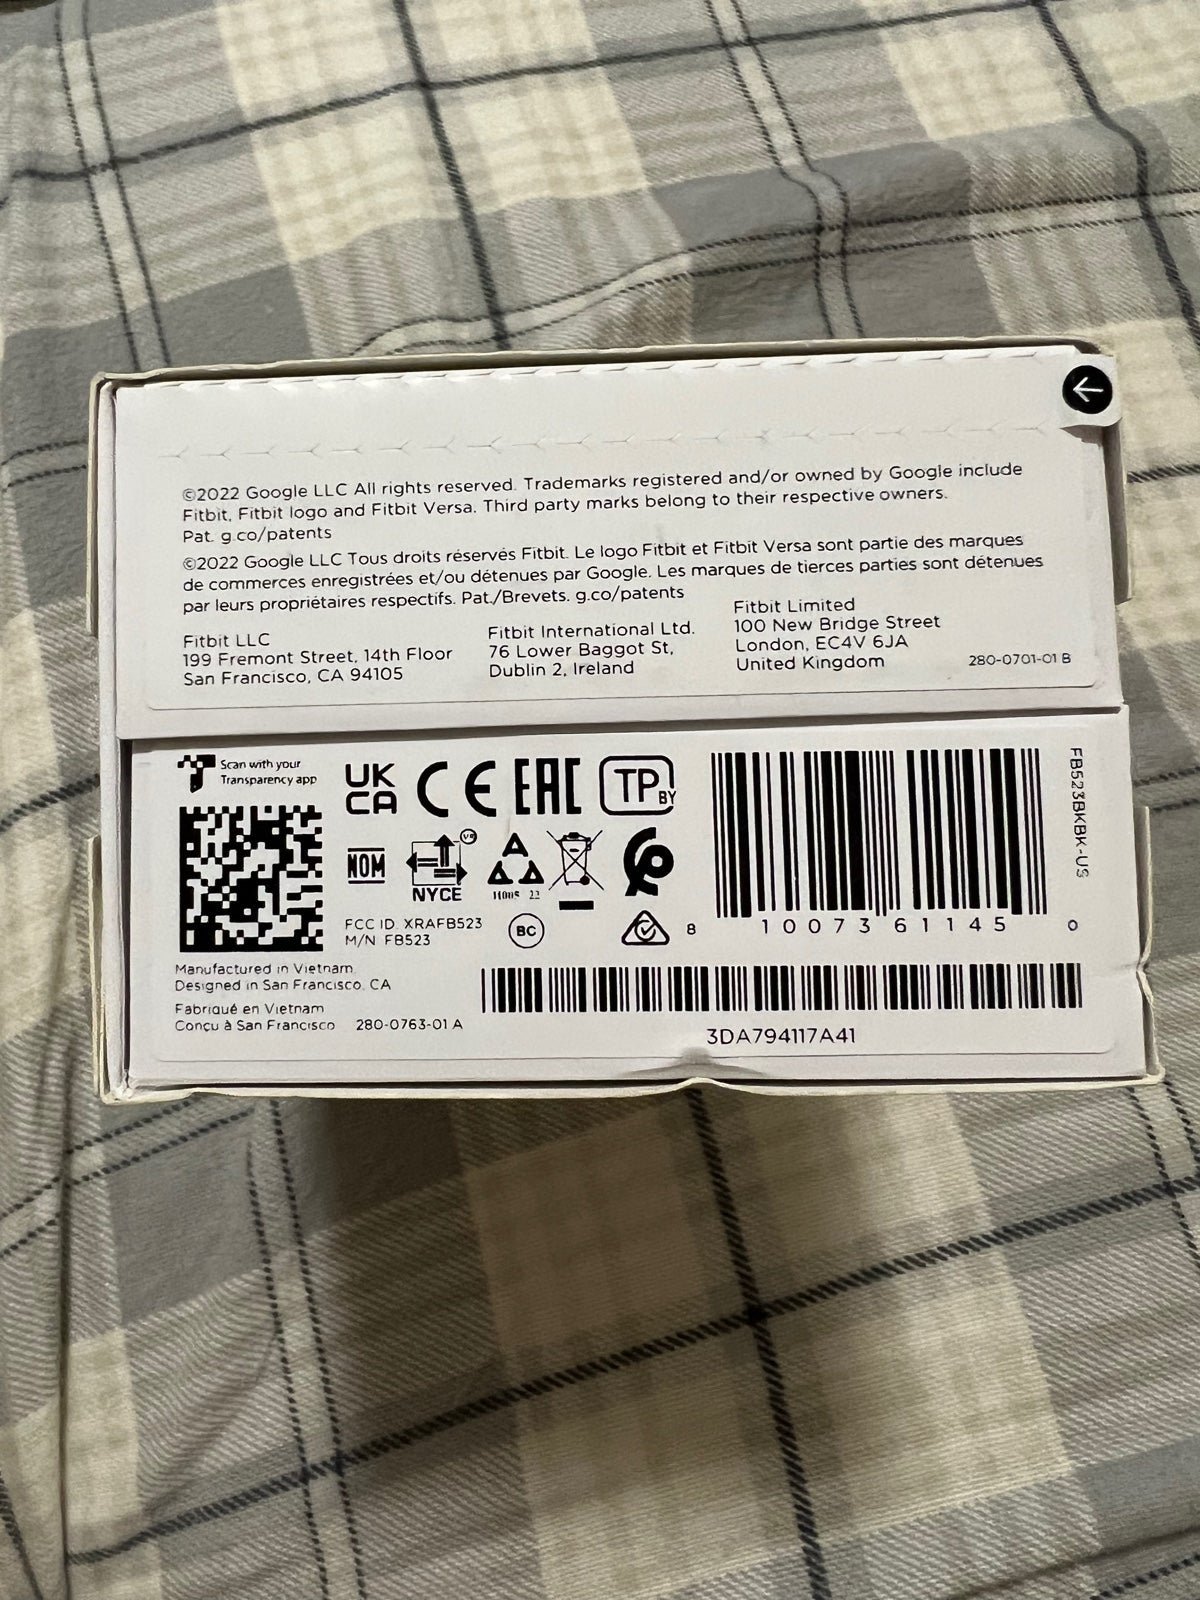 ©2022 Google LLC All rights reserved. Trademarks registered and/or owned by Google include
Fitbit, Fitbit logo and Fitbit Versa. Third party marks belong to their respective owners.
Pat. g.co/patents
©2022 Google LLC Tous droits réservés Fitbit. Le logo Fitbit et Fitbit Versa sont partie des marques
de commerces enregistrées et/ou détenues par Google. Les marques de tierces parties sont détenues
par leurs propriétaires respectifs. Pat./Brevets. g.co/patents
Fitbit LLC
199 Fremont Street, 14th Floor
San Francisco, CA 94105
Fitbit International Ltd.
76 Lower Baggot St,
Dublin 2, Ireland
Fitbit Limited
100 New Bridge Street
London, EC4V 6JA
United Kingdom
280-0701-01 B
Scan with your
Transparency app
UK
CA
CE
EAC
TP BY
NOM
NYCE
FCC ID. XRAFB523
M/N FB523
BC
8 10073 61145 0
FB523BKBK-US
Manufactured in Vietnam
Designed in San Francisco, CA
Fabriqué en Vietnam
Conçu à San Francisco
280-0763-01 A
3DA794117A41